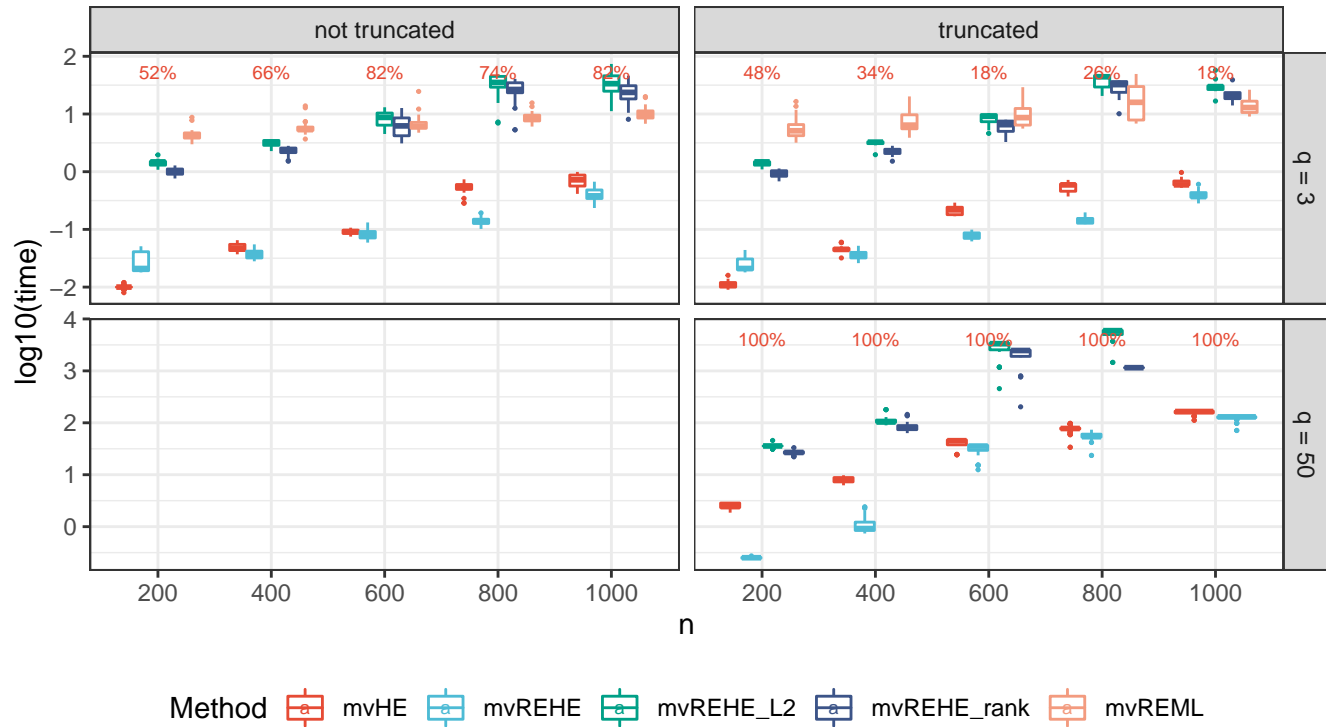 not truncated truncated
52% 66% 82% 74% 82% 48% 34% 18% 26% 18%
2
1
0
−1
−2
q = 3
log10(time)
100% 100% 100% 100% 100%
4
3
2
1
0
q = 50
200 400 600 800 1000 200 400 600 800 1000
n
Method a mvHE a mvREHE a mvREHE_L2 a mvREHE_rank a mvREML